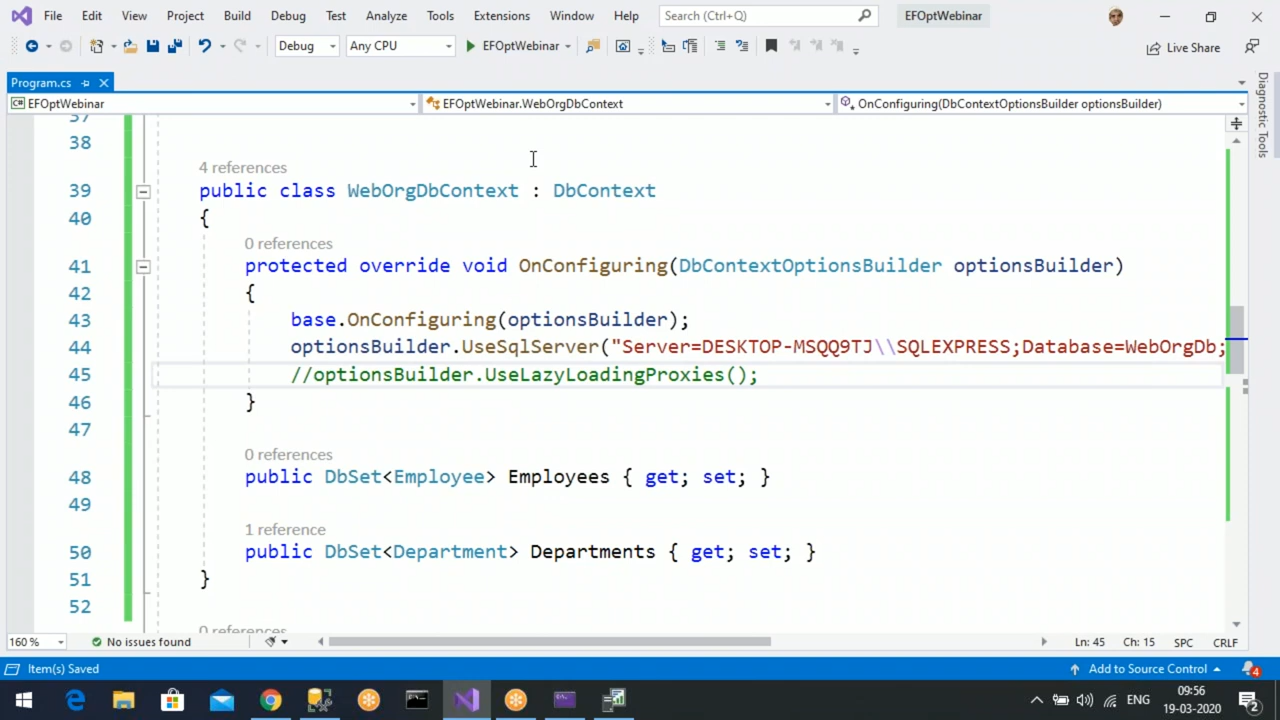 File Edit View Project Build Debug Test Analyze Tools Extensions Window Help Search (Ctrl+Q) EFOptWebinar
Debug Any CPU EFOptWebinar Live Share
Program.cs
EFOptWebinar EFOptWebinar.WebOrgDbContext OnConfiguring(DbContextOptionsBuilder optionsBuilder)
Diagnostic Tools
37
38
4 references
39 public class WebOrgDbContext : DbContext
40 {
0 references
41 protected override void OnConfiguring(DbContextOptionsBuilder optionsBuilder)
42 {
43 base.OnConfiguring(optionsBuilder);
44 optionsBuilder.UseSqlServer("Server=DESKTOP-MSQQ9TJ\\SQLEXPRESS;Database=WebOrgDb;
45 //optionsBuilder.UseLazyLoadingProxies();
46 }
47
0 references
48 public DbSet<Employee> Employees { get; set; }
49
1 reference
50 public DbSet<Department> Departments { get; set; }
51 }
52
0 references
160 % No issues found Ln: 45 Ch: 15 SPC CRLF
Item(s) Saved Add to Source Control 4
ENG 09:56
19-03-2020 2